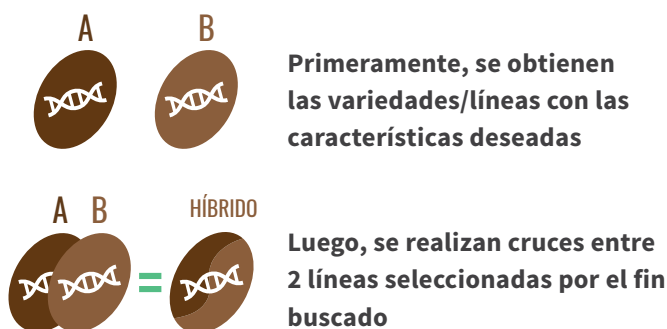 A B
Primeramente, se obtienen
las variedades/líneas con las
características deseadas
A B HÍBRIDO
=
Luego, se realizan cruces entre
2 líneas seleccionadas por el fin
buscado